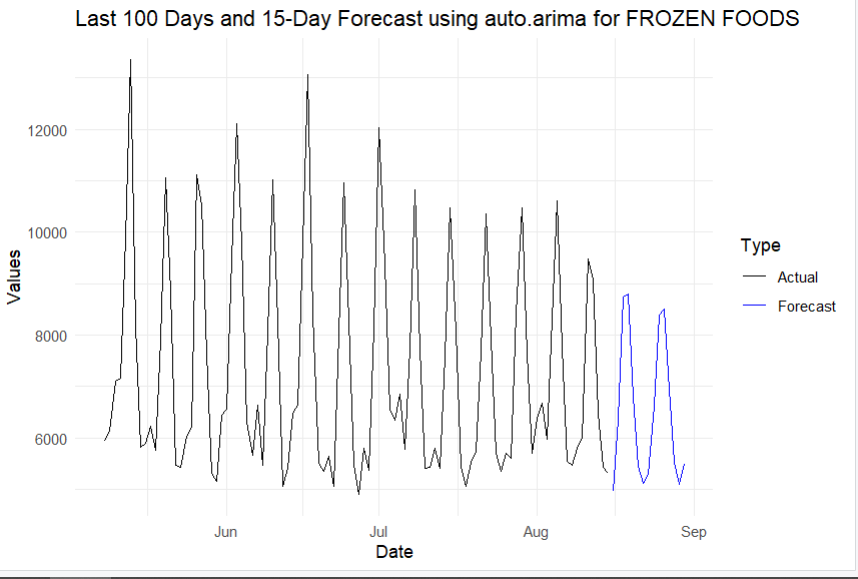 Last 100 Days and 15-Day Forecast using auto.arima for FROZEN FOODS
12000
10000
8000
6000
Values
Jun
Jul
Aug
Sep
Date
Type
Actual
Forecast